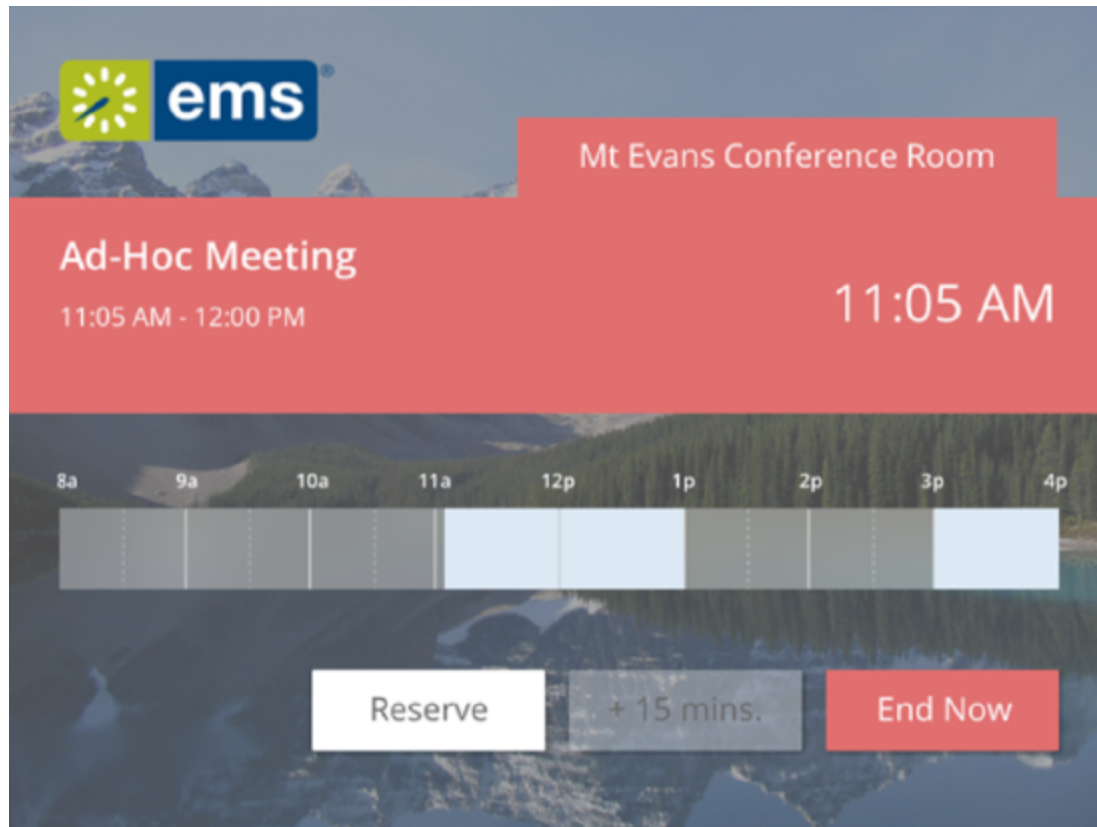 ems®
Mt Evans Conference Room
Ad-Hoc Meeting
11:05 AM - 12:00 PM
11:05 AM
8a 9a 10a 11a 12p 1p 2p 3p 4p
Reserve + 15 mins. End Now